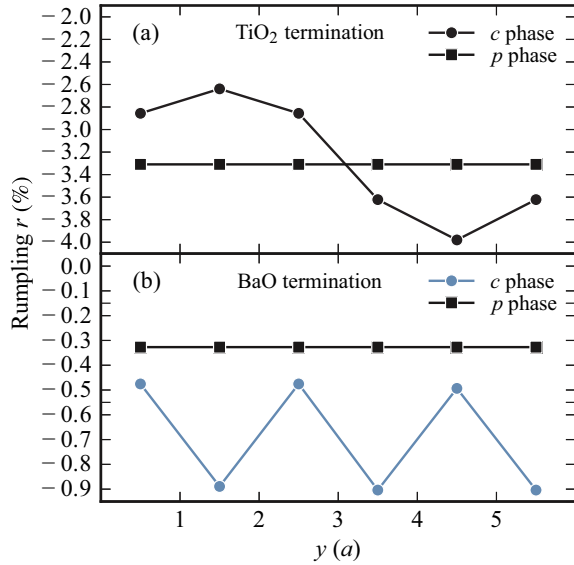 (a) TiO₂ termination
c phase
p phase
−2.0
−2.2
−2.4
−2.6
−2.8
−3.0
−3.2
−3.4
−3.6
−3.8
−4.0
Rumpling r (%)
(b) BaO termination
c phase
p phase
0.0
−0.1
−0.2
−0.3
−0.4
−0.5
−0.6
−0.7
−0.8
−0.9
1 2 3 4 5
y (a)